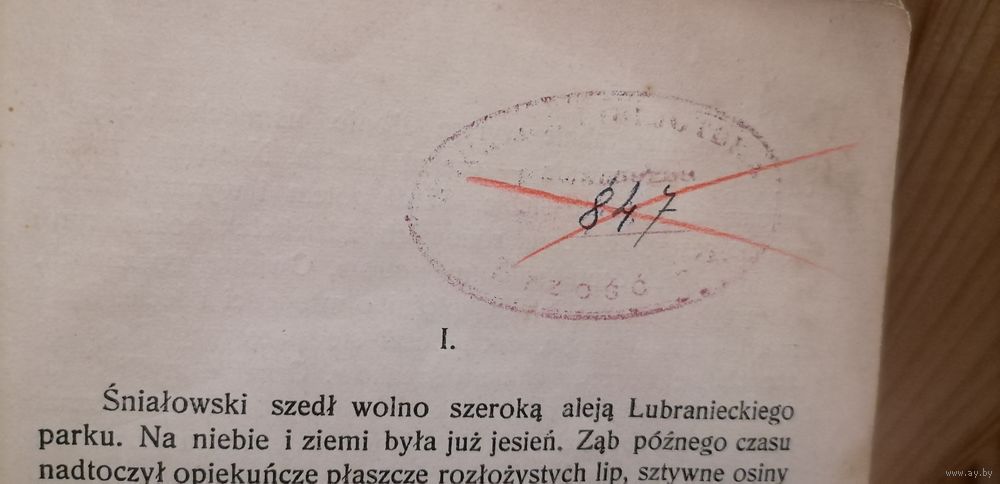 847
I.
Śniałowski szedł wolno szeroką aleją Lubranieckiego
parku. Na niebie i ziemi była już jesień. Ząb późnego czasu
nadtoczył opiekuńcze płaszcze rozłożystych lip, sztywne osiny
www.ay.by